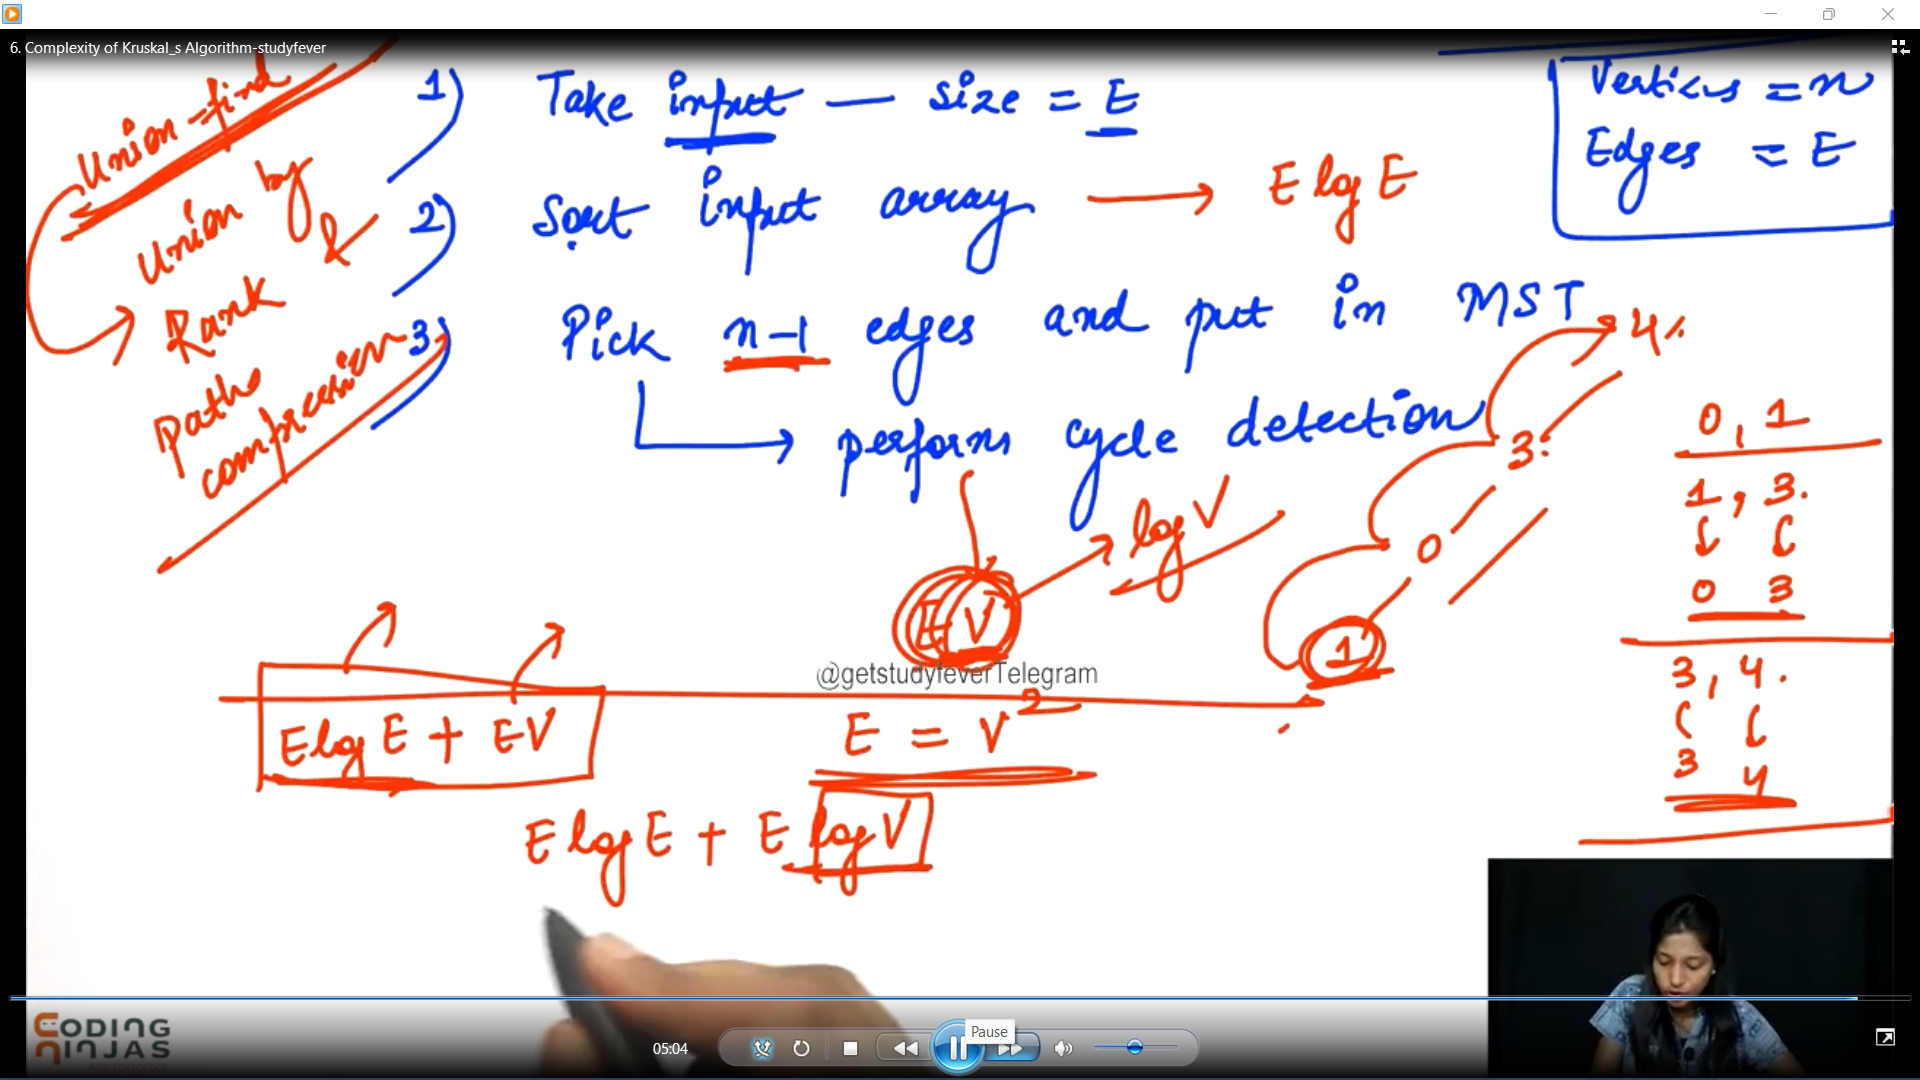 6. Complexity of Kruskal_s Algorithm-studyfever
1) Take input — size = E
2) Sort input array → E log E
3) Pick n-1 edges and put in MST
→ perform cycle detection
Vertices = n
Edges = E
Union-find
Union by
Rank &
Path
compression
E V → log V
4
3
0
1
0, 1
1, 3.
0 3
3, 4.
3 4
@getstudyfeverTelegram
E log E + EV
E = V²
E log E + E log V
CODING
NINJAS
05:04
Pause